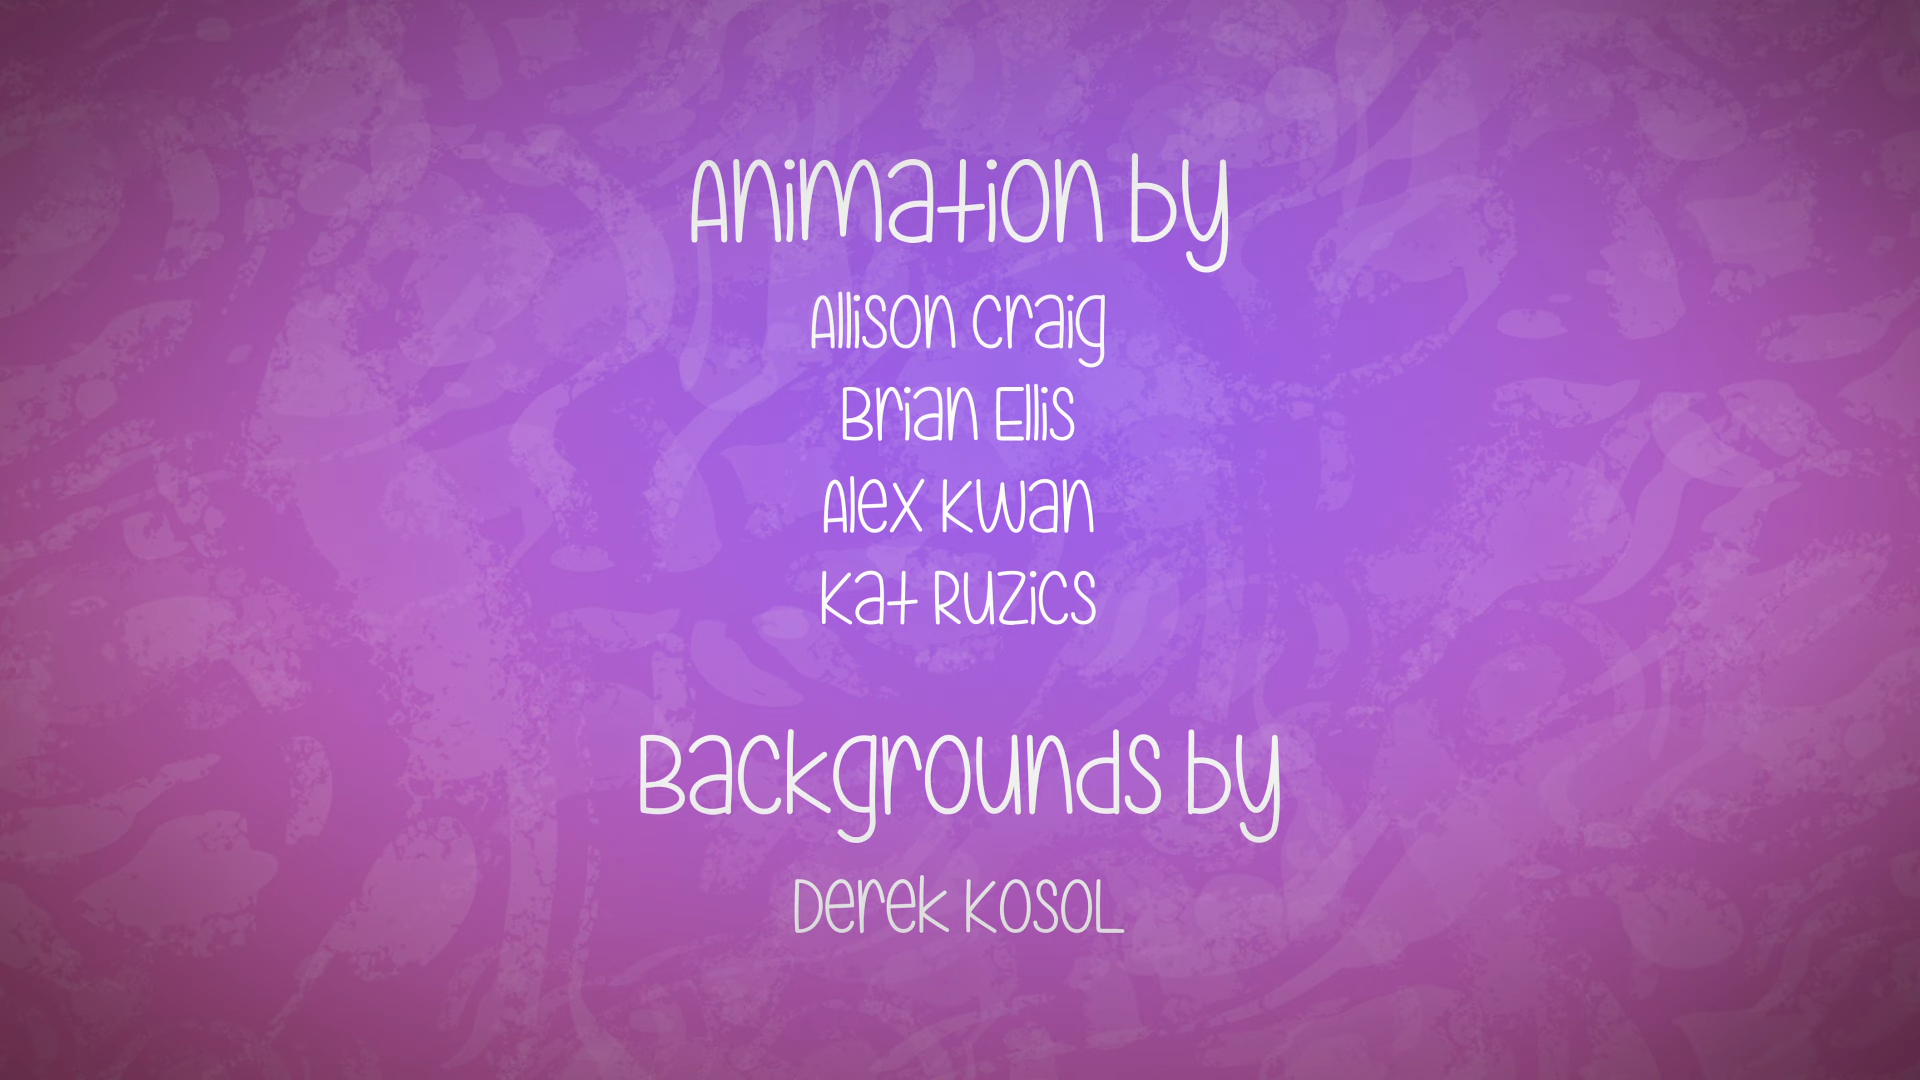 Animation by
Allison Craig
Brian Ellis
Alex Kwan
Kat Ruzics
Backgrounds by
Derek Kosol